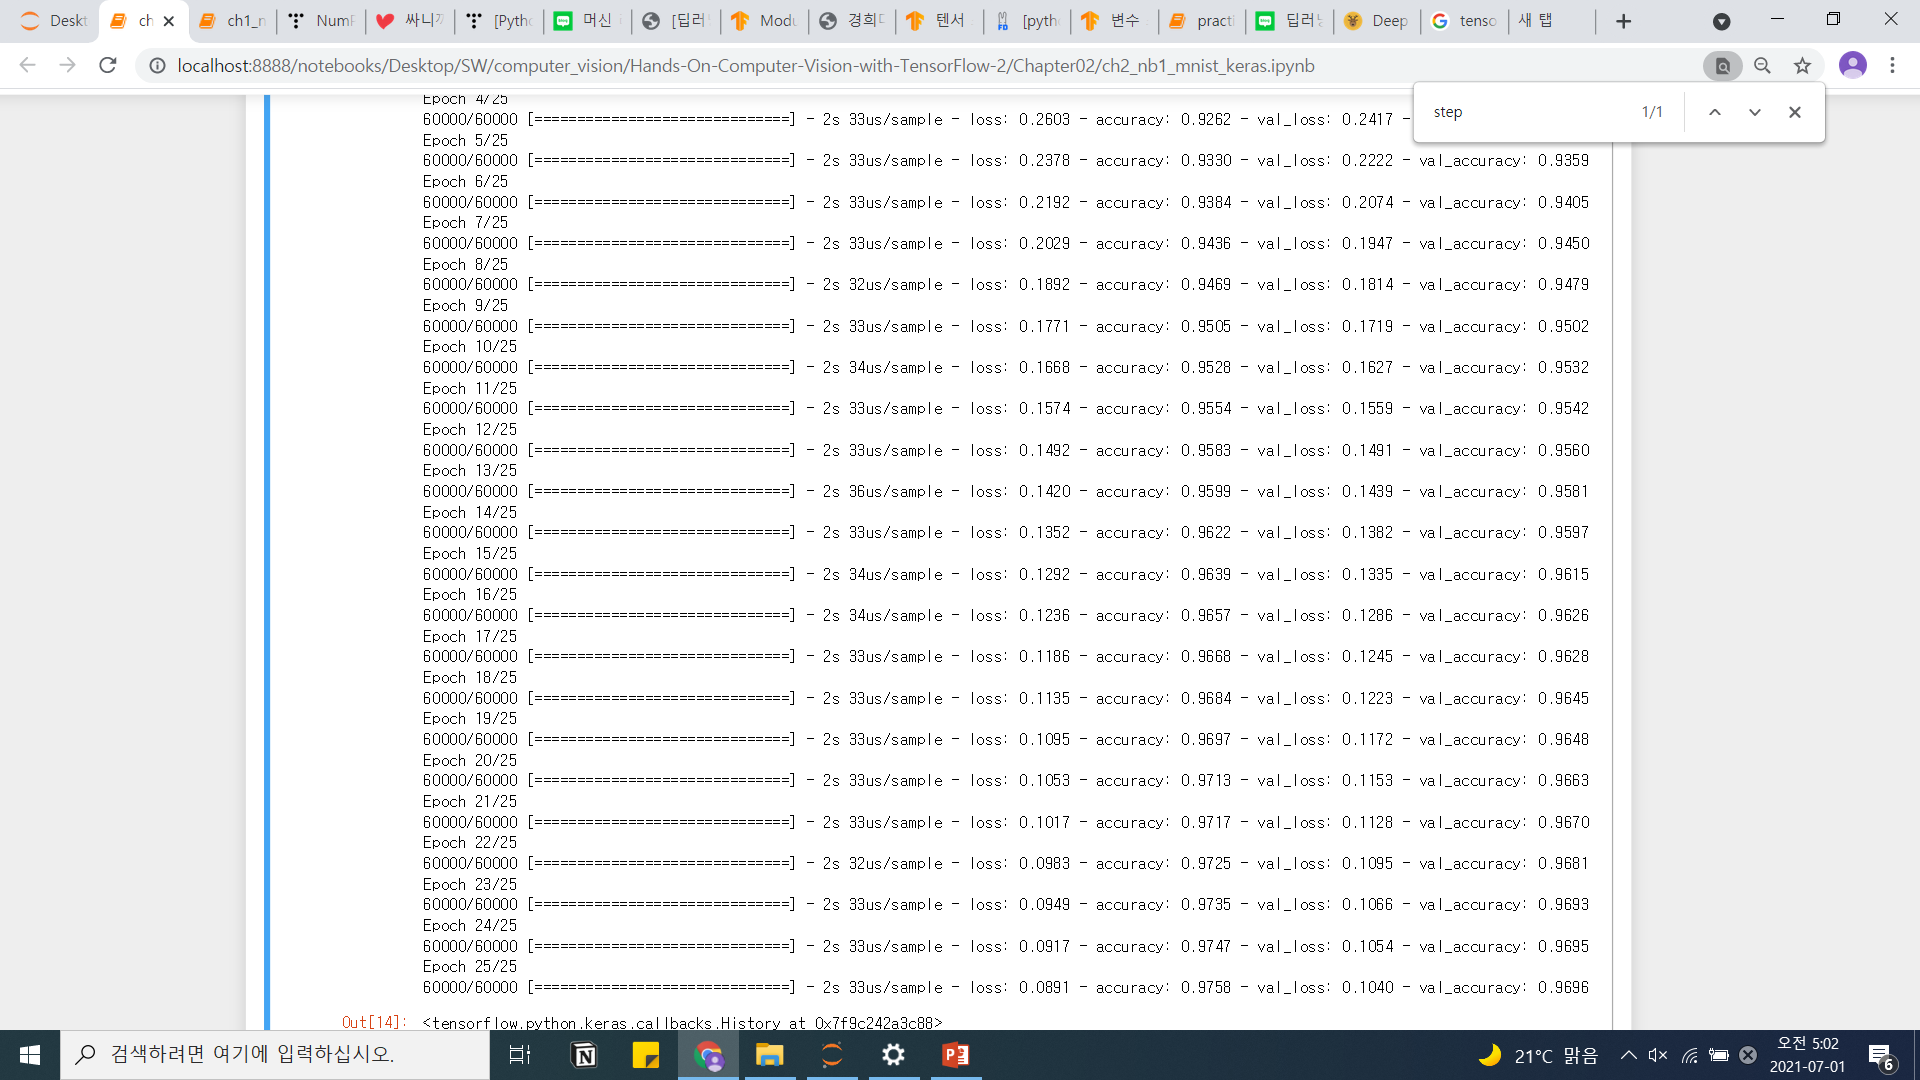 Deskt ch ch1_n NumP 싸니까 [Pyth 머신 [딥러 Modu 경희대 텐서 [pyth 변수 practi 딥러닝 Deep tenso 새 탭
localhost:8888/notebooks/Desktop/SW/computer_vision/Hands-On-Computer-Vision-with-TensorFlow-2/Chapter02/ch2_nb1_mnist_keras.ipynb
step 1/1
Epoch 4/25
60000/60000 [==============================] - 2s 33us/sample - loss: 0.2603 - accuracy: 0.9262 - val_loss: 0.2417 -
Epoch 5/25
60000/60000 [==============================] - 2s 33us/sample - loss: 0.2378 - accuracy: 0.9330 - val_loss: 0.2222 - val_accuracy: 0.9359
Epoch 6/25
60000/60000 [==============================] - 2s 33us/sample - loss: 0.2192 - accuracy: 0.9384 - val_loss: 0.2074 - val_accuracy: 0.9405
Epoch 7/25
60000/60000 [==============================] - 2s 33us/sample - loss: 0.2029 - accuracy: 0.9436 - val_loss: 0.1947 - val_accuracy: 0.9450
Epoch 8/25
60000/60000 [==============================] - 2s 32us/sample - loss: 0.1892 - accuracy: 0.9469 - val_loss: 0.1814 - val_accuracy: 0.9479
Epoch 9/25
60000/60000 [==============================] - 2s 33us/sample - loss: 0.1771 - accuracy: 0.9505 - val_loss: 0.1719 - val_accuracy: 0.9502
Epoch 10/25
60000/60000 [==============================] - 2s 34us/sample - loss: 0.1668 - accuracy: 0.9528 - val_loss: 0.1627 - val_accuracy: 0.9532
Epoch 11/25
60000/60000 [==============================] - 2s 33us/sample - loss: 0.1574 - accuracy: 0.9554 - val_loss: 0.1559 - val_accuracy: 0.9542
Epoch 12/25
60000/60000 [==============================] - 2s 33us/sample - loss: 0.1492 - accuracy: 0.9583 - val_loss: 0.1491 - val_accuracy: 0.9560
Epoch 13/25
60000/60000 [==============================] - 2s 36us/sample - loss: 0.1420 - accuracy: 0.9599 - val_loss: 0.1439 - val_accuracy: 0.9581
Epoch 14/25
60000/60000 [==============================] - 2s 33us/sample - loss: 0.1352 - accuracy: 0.9622 - val_loss: 0.1382 - val_accuracy: 0.9597
Epoch 15/25
60000/60000 [==============================] - 2s 34us/sample - loss: 0.1292 - accuracy: 0.9639 - val_loss: 0.1335 - val_accuracy: 0.9615
Epoch 16/25
60000/60000 [==============================] - 2s 34us/sample - loss: 0.1236 - accuracy: 0.9657 - val_loss: 0.1286 - val_accuracy: 0.9626
Epoch 17/25
60000/60000 [==============================] - 2s 33us/sample - loss: 0.1186 - accuracy: 0.9668 - val_loss: 0.1245 - val_accuracy: 0.9628
Epoch 18/25
60000/60000 [==============================] - 2s 33us/sample - loss: 0.1135 - accuracy: 0.9684 - val_loss: 0.1223 - val_accuracy: 0.9645
Epoch 19/25
60000/60000 [==============================] - 2s 33us/sample - loss: 0.1095 - accuracy: 0.9697 - val_loss: 0.1172 - val_accuracy: 0.9648
Epoch 20/25
60000/60000 [==============================] - 2s 33us/sample - loss: 0.1053 - accuracy: 0.9713 - val_loss: 0.1153 - val_accuracy: 0.9663
Epoch 21/25
60000/60000 [==============================] - 2s 33us/sample - loss: 0.1017 - accuracy: 0.9717 - val_loss: 0.1128 - val_accuracy: 0.9670
Epoch 22/25
60000/60000 [==============================] - 2s 32us/sample - loss: 0.0983 - accuracy: 0.9725 - val_loss: 0.1095 - val_accuracy: 0.9681
Epoch 23/25
60000/60000 [==============================] - 2s 33us/sample - loss: 0.0949 - accuracy: 0.9735 - val_loss: 0.1066 - val_accuracy: 0.9693
Epoch 24/25
60000/60000 [==============================] - 2s 33us/sample - loss: 0.0917 - accuracy: 0.9747 - val_loss: 0.1054 - val_accuracy: 0.9695
Epoch 25/25
60000/60000 [==============================] - 2s 33us/sample - loss: 0.0891 - accuracy: 0.9758 - val_loss: 0.1040 - val_accuracy: 0.9696
Out[14]: <tensorflow.python.keras.callbacks.History at 0x7f9c242a3c88>
검색하려면 여기에 입력하십시오.
21°C 맑음
오전 5:02
2021-07-01
6